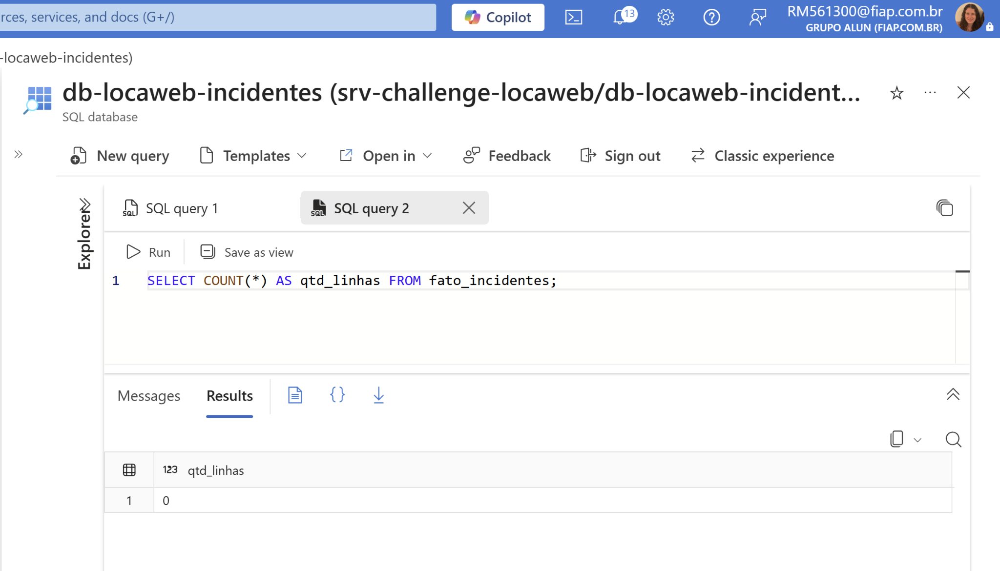 rces, services, and docs (G+/)
Copilot
13
RM561300@fiap.com.br
GRUPO ALUN (FIAP.COM.BR)
-locaweb-incidentes)
db-locaweb-incidentes (srv-challenge-locaweb/db-locaweb-incident...
SQL database
New query
Templates
Open in
Feedback
Sign out
Classic experience
Explorer
SQL
SQL query 1
SQL
SQL query 2
Run
Save as view
1
SELECT COUNT(*) AS qtd_linhas FROM fato_incidentes;
Messages
Results
123 qtd_linhas
1
0